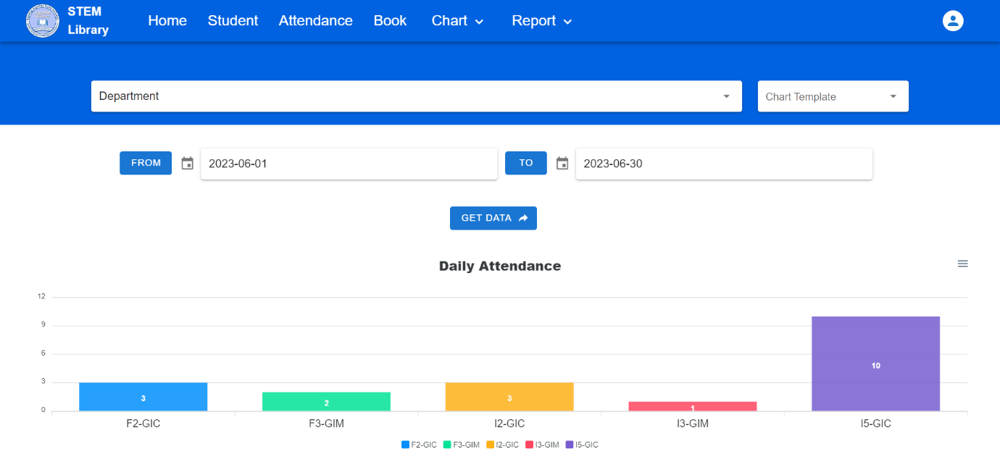 STEM
Library
Home Student Attendance Book Chart Report
Department
Chart Template
FROM 2023-06-01 TO 2023-06-30
GET DATA
Daily Attendance
12
9
6
3
0
3
2
3
1
10
F2-GIC F3-GIM I2-GIC I3-GIM I5-GIC
F2-GIC F3-GIM I2-GIC I3-GIM I5-GIC